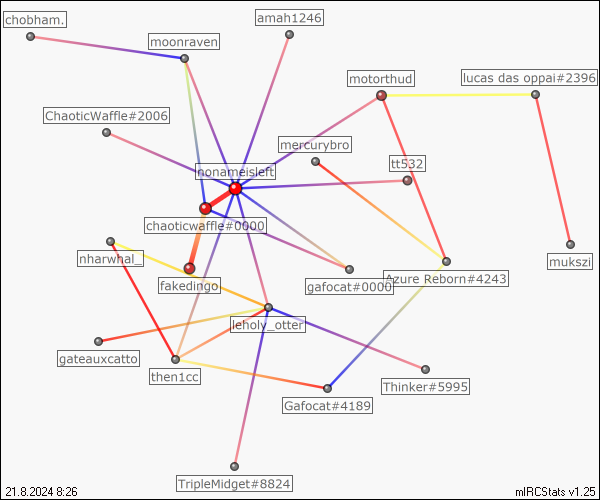 chobham.
amah1246
moonraven
motorthud
lucas das oppai#2396
ChaoticWaffle#2006
mercurybro
tt532
nonameisleft
chaoticwaffle#0000
nharwhal_
mukszi
fakedingo
gafocat#0000
Azure Reborn#4243
leholy_otter
gateauxcatto
then1cc
Thinker#5995
Gafocat#4189
TripleMidget#8824
21.8.2024 8:26
mIRCStats v1.25